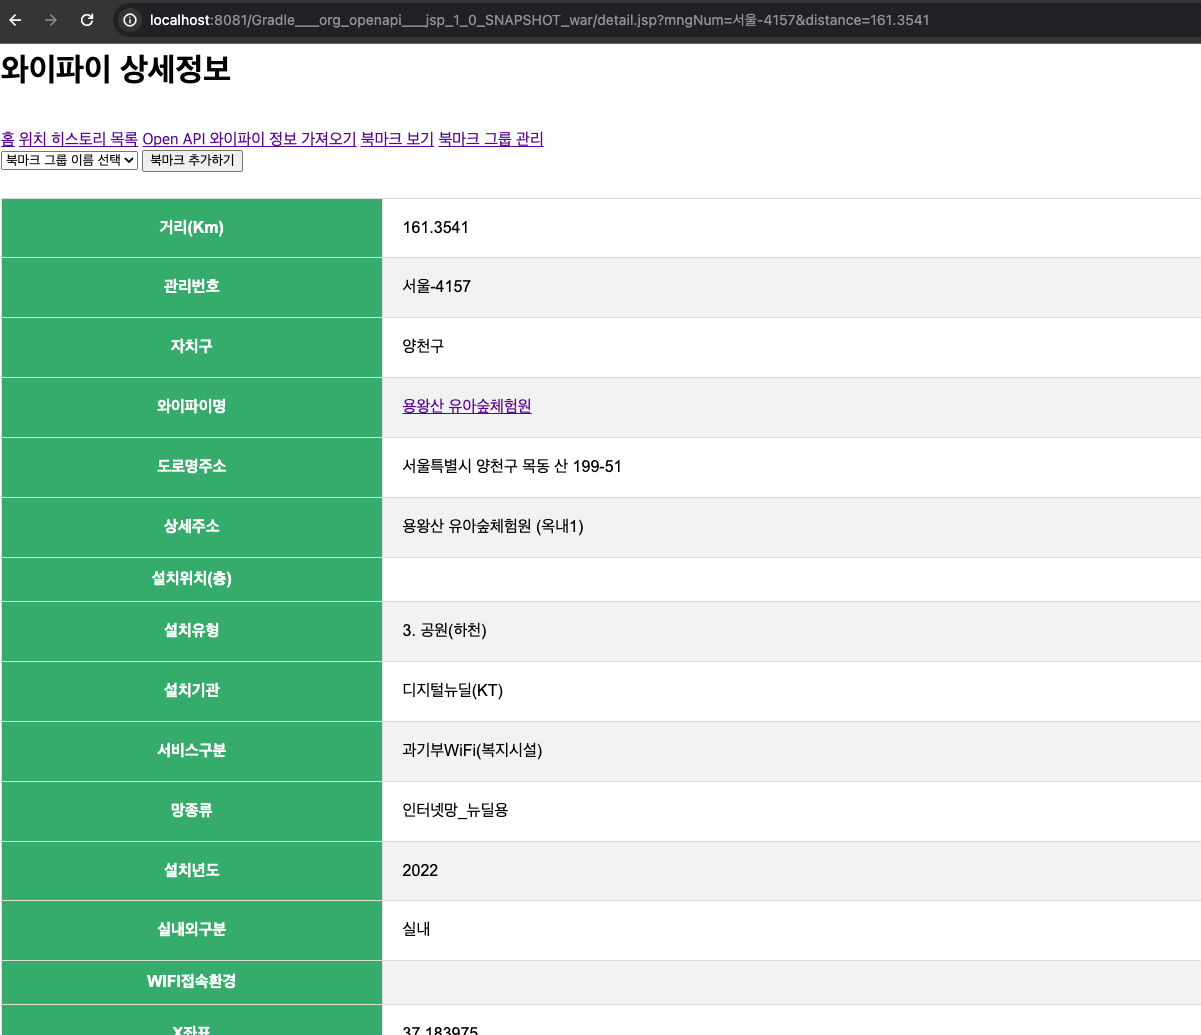 localhost:8081/Gradle___org_openapi___jsp_1_0_SNAPSHOT_war/detail.jsp?mngNum=서울-4157&distance=161.3541
와이파이 상세정보
홈 위치 히스토리 목록 Open API 와이파이 정보 가져오기 북마크 보기 북마크 그룹 관리
북마크 그룹 이름 선택 북마크 추가하기
거리(Km) 161.3541
관리번호 서울-4157
자치구 양천구
와이파이명 용왕산 유아숲체험원
도로명주소 서울특별시 양천구 목동 산 199-51
상세주소 용왕산 유아숲체험원 (옥내1)
설치위치(층)
설치유형 3. 공원(하천)
설치기관 디지털뉴딜(KT)
서비스구분 과기부WiFi(복지시설)
망종류 인터넷망_뉴딜용
설치년도 2022
실내외구분 실내
WIFI접속환경
X좌표 37.183975